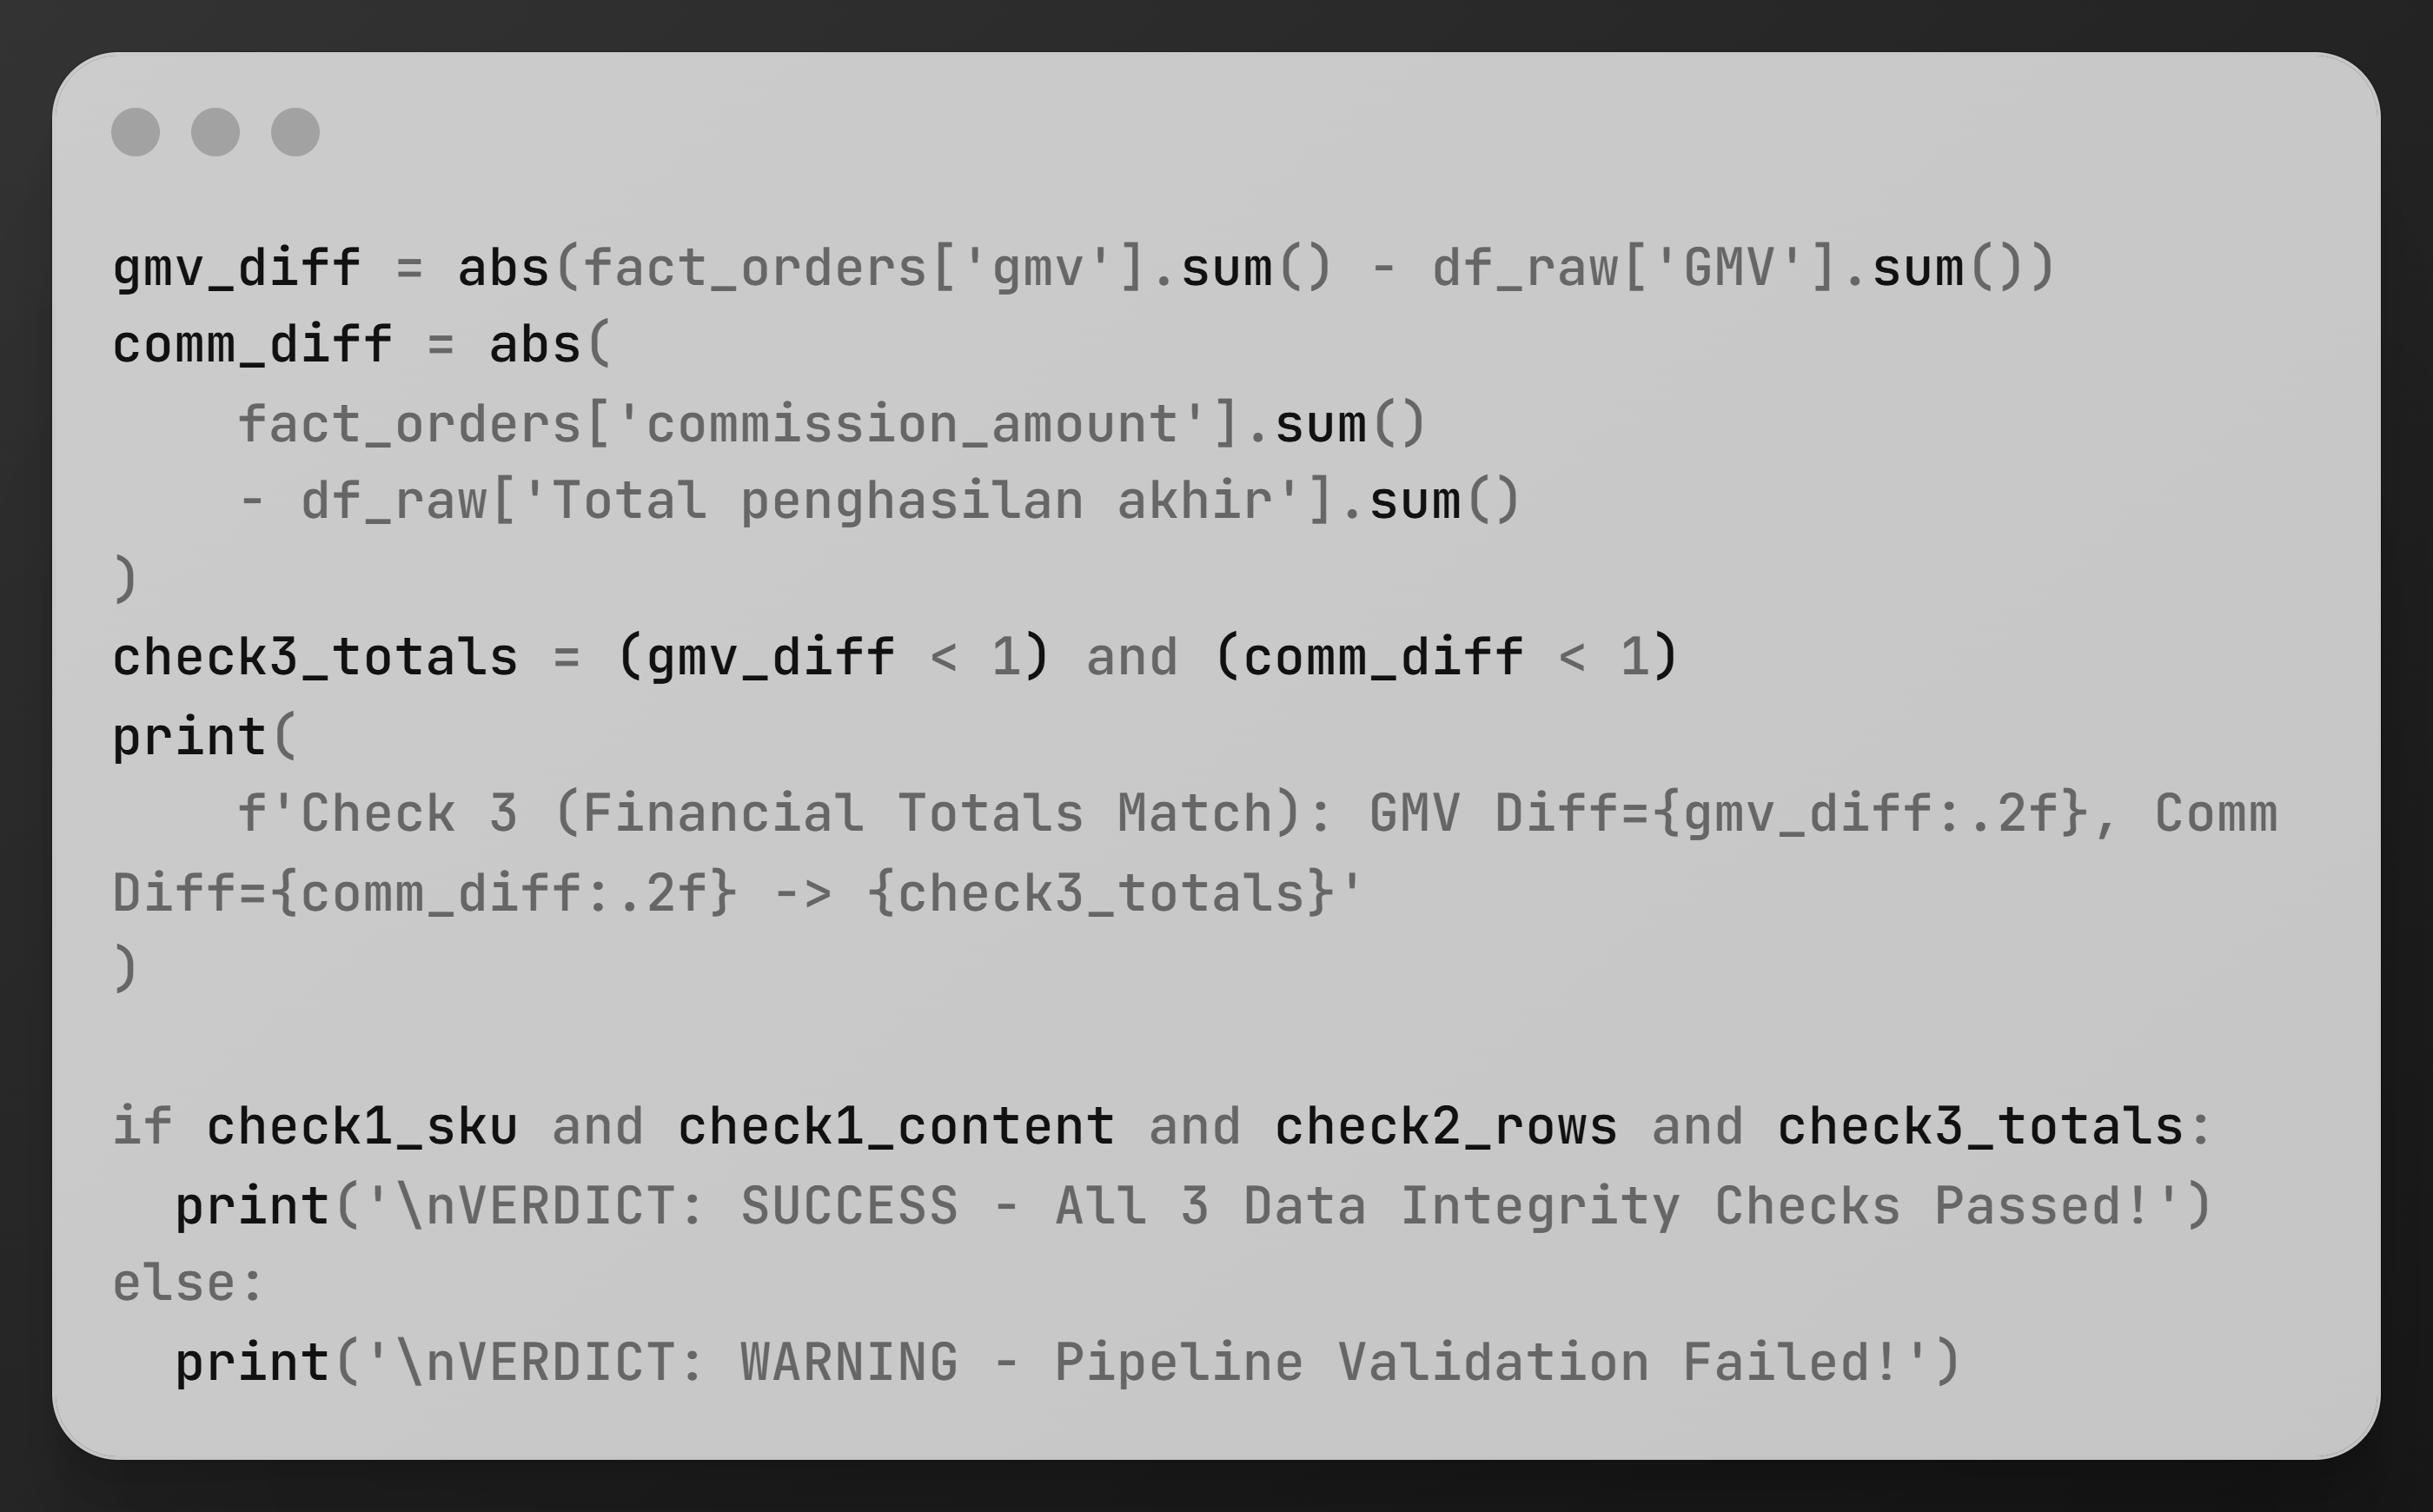 gmv_diff = abs(fact_orders['gmv'].sum() - df_raw['GMV'].sum())
comm_diff = abs(
    fact_orders['commission_amount'].sum()
    - df_raw['Total penghasilan akhir'].sum()
)
check3_totals = (gmv_diff < 1) and (comm_diff < 1)
print(
    f'Check 3 (Financial Totals Match): GMV Diff={gmv_diff:.2f}, Comm
Diff={comm_diff:.2f} -> {check3_totals}'
)

if check1_sku and check1_content and check2_rows and check3_totals:
  print('\nVERDICT: SUCCESS - All 3 Data Integrity Checks Passed!')
else:
  print('\nVERDICT: WARNING - Pipeline Validation Failed!')